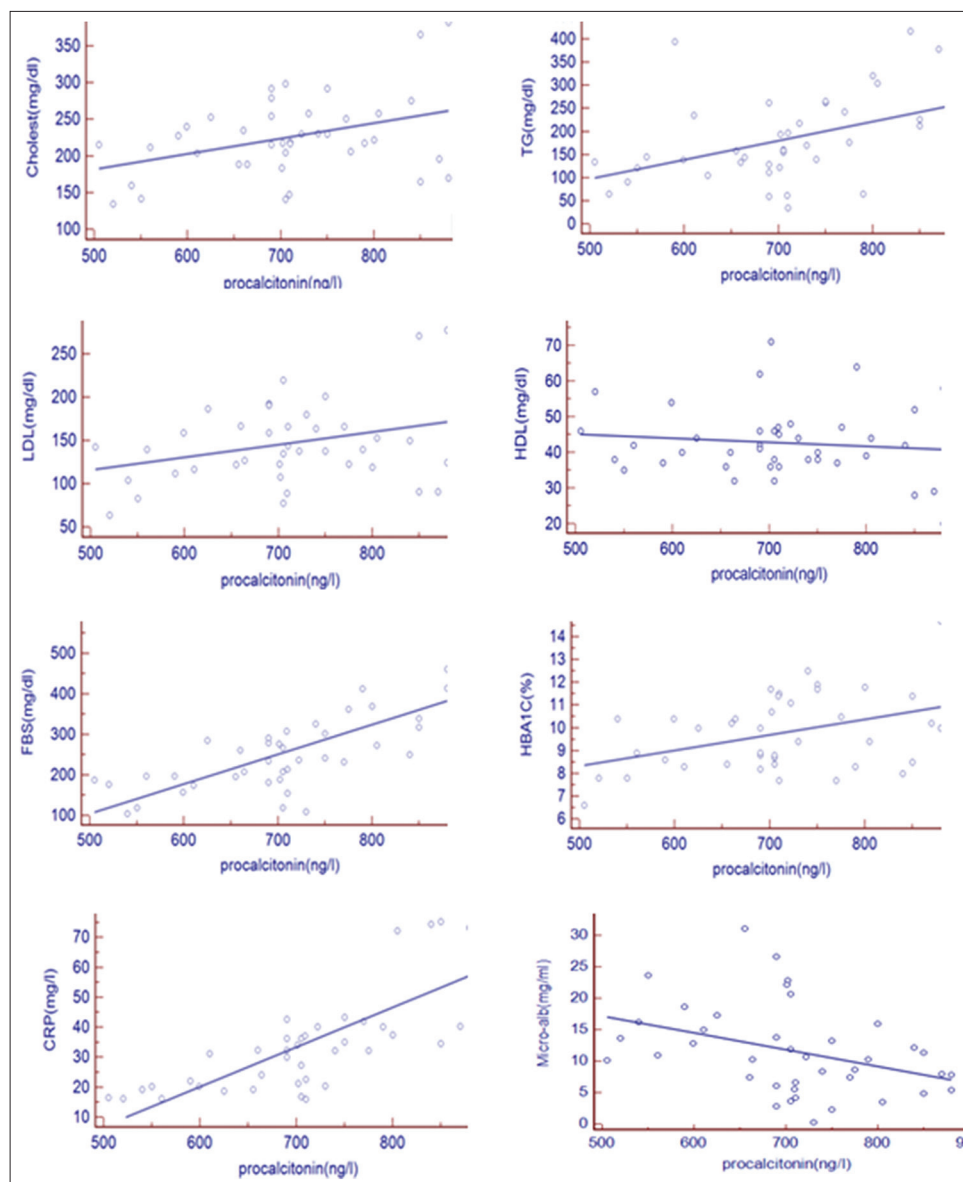 Cholest(mg/dl)
350
300
250
200
150
100
500 600 700 800
procalcitonin(ng/l)
TG(mg/dl)
400
350
300
250
200
150
100
50
0
500 600 700 800
procalcitonin(ng/l)
LDL(mg/dl)
250
200
150
100
50
500 600 700 800
procalcitonin(ng/l)
HDL(mg/dl)
70
60
50
40
30
20
500 600 700 800
procalcitonin(ng/l)
FBS(mg/dl)
500
400
300
200
100
500 600 700 800
procalcitonin(ng/l)
HBA1C(%)
14
13
12
11
10
9
8
7
6
500 600 700 800
procalcitonin(ng/l)
CRP(mg/l)
70
60
50
40
30
20
10
500 600 700 800
procalcitonin(ng/l)
Micro-alb(mg/ml)
30
25
20
15
10
5
0
500 600 700 800 9
procalcitonin(ng/l)